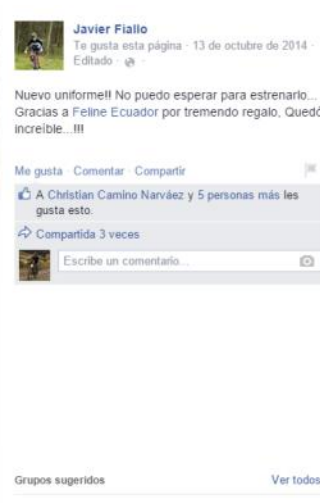 Javier Fiallo
Te gusta esta página · 13 de octubre de 2014 ·
Editado ·
Nuevo uniforme!! No puedo esperar para estrenarlo...
Gracias a Feline Ecuador por tremendo regalo, Quedó
increíble...!!!
Me gusta · Comentar · Compartir
A Christian Camino Narváez y 5 personas más les
gusta esto.
Compartida 3 veces
Escribe un comentario...
Grupos sugeridos
Ver todos